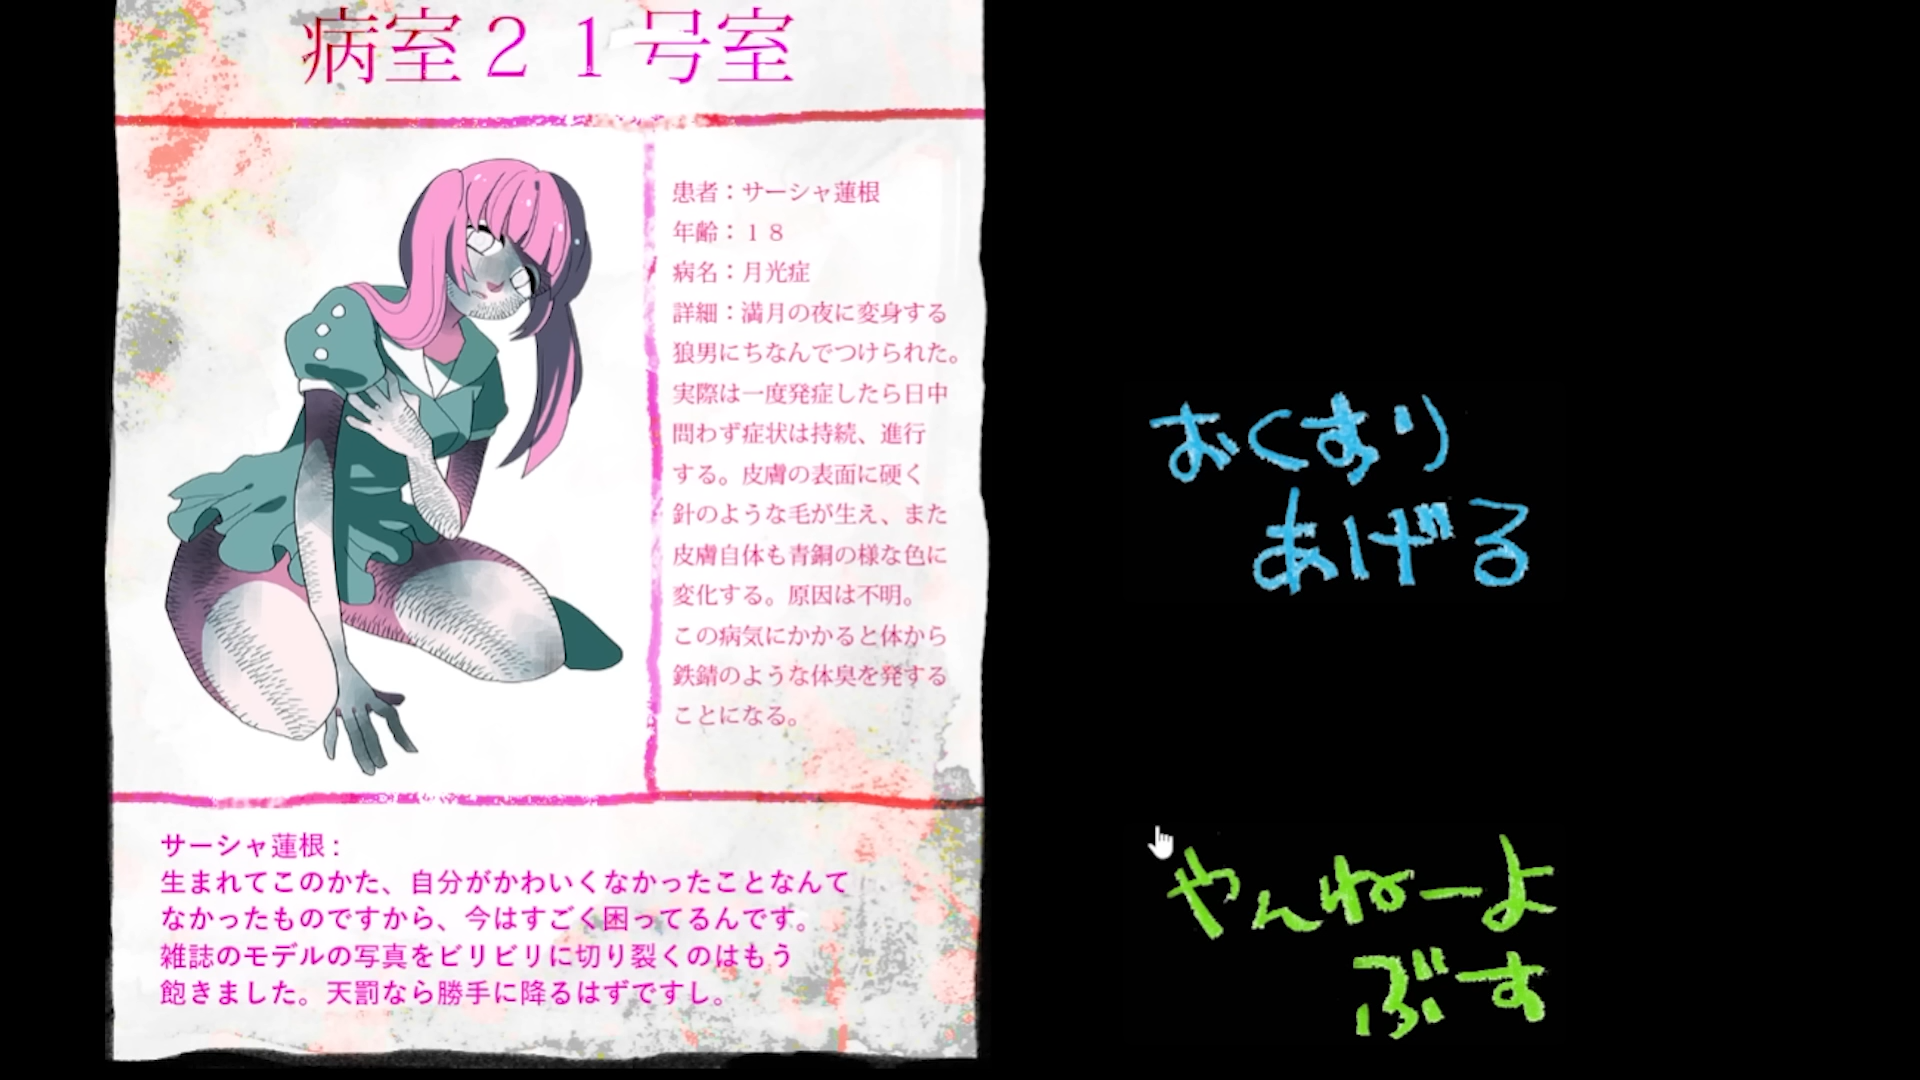 病室２１号室
患者：サーシャ蓮根
年齢：１８
病名：月光症
詳細：満月の夜に変身する
狼男にちなんでつけられた。
実際は一度発症したら日中
問わず症状は持続、進行
する。皮膚の表面に硬く
針のような毛が生え、また
皮膚自体も青銅の様な色に
変化する。原因は不明。
この病気にかかると体から
鉄錆のような体臭を発する
ことになる。
サーシャ蓮根：
生まれてこのかた、自分がかわいくなかったことなんて
なかったものですから、今はすごく困ってるんです。
雑誌のモデルの写真をビリビリに切り裂くのはもう
飽きました。天罰なら勝手に降るはずですし。
おくすり
あげる
やんねーよ
ぶす